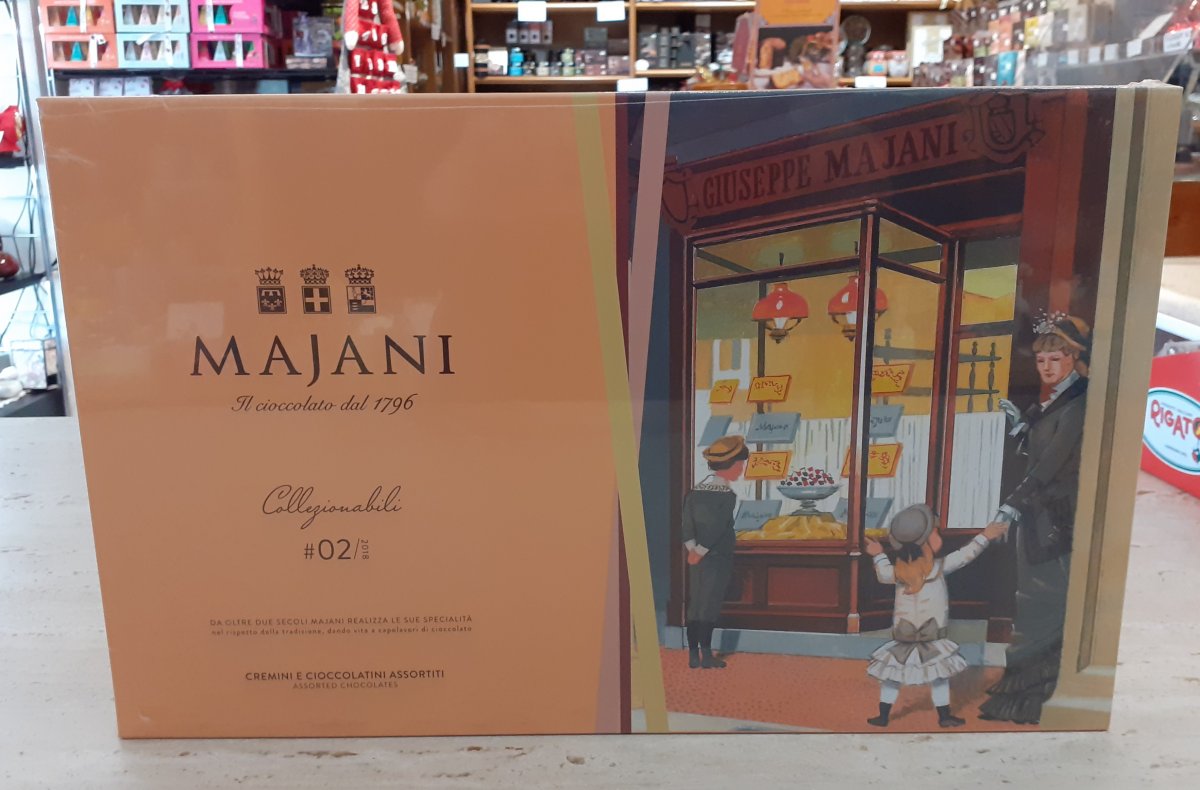 MAJANI
Il cioccolato dal 1796
Collezionabili
#02/2018
DA OLTRE DUE SECOLI MAJANI REALIZZA LE SUE SPECIALITÀ
nel rispetto della tradizione, dando vita a capolavori di cioccolato
CREMINI E CIOCCOLATINI ASSORTITI
ASSORTED CHOCOLATES
GIUSEPPE MAJANI
Majani